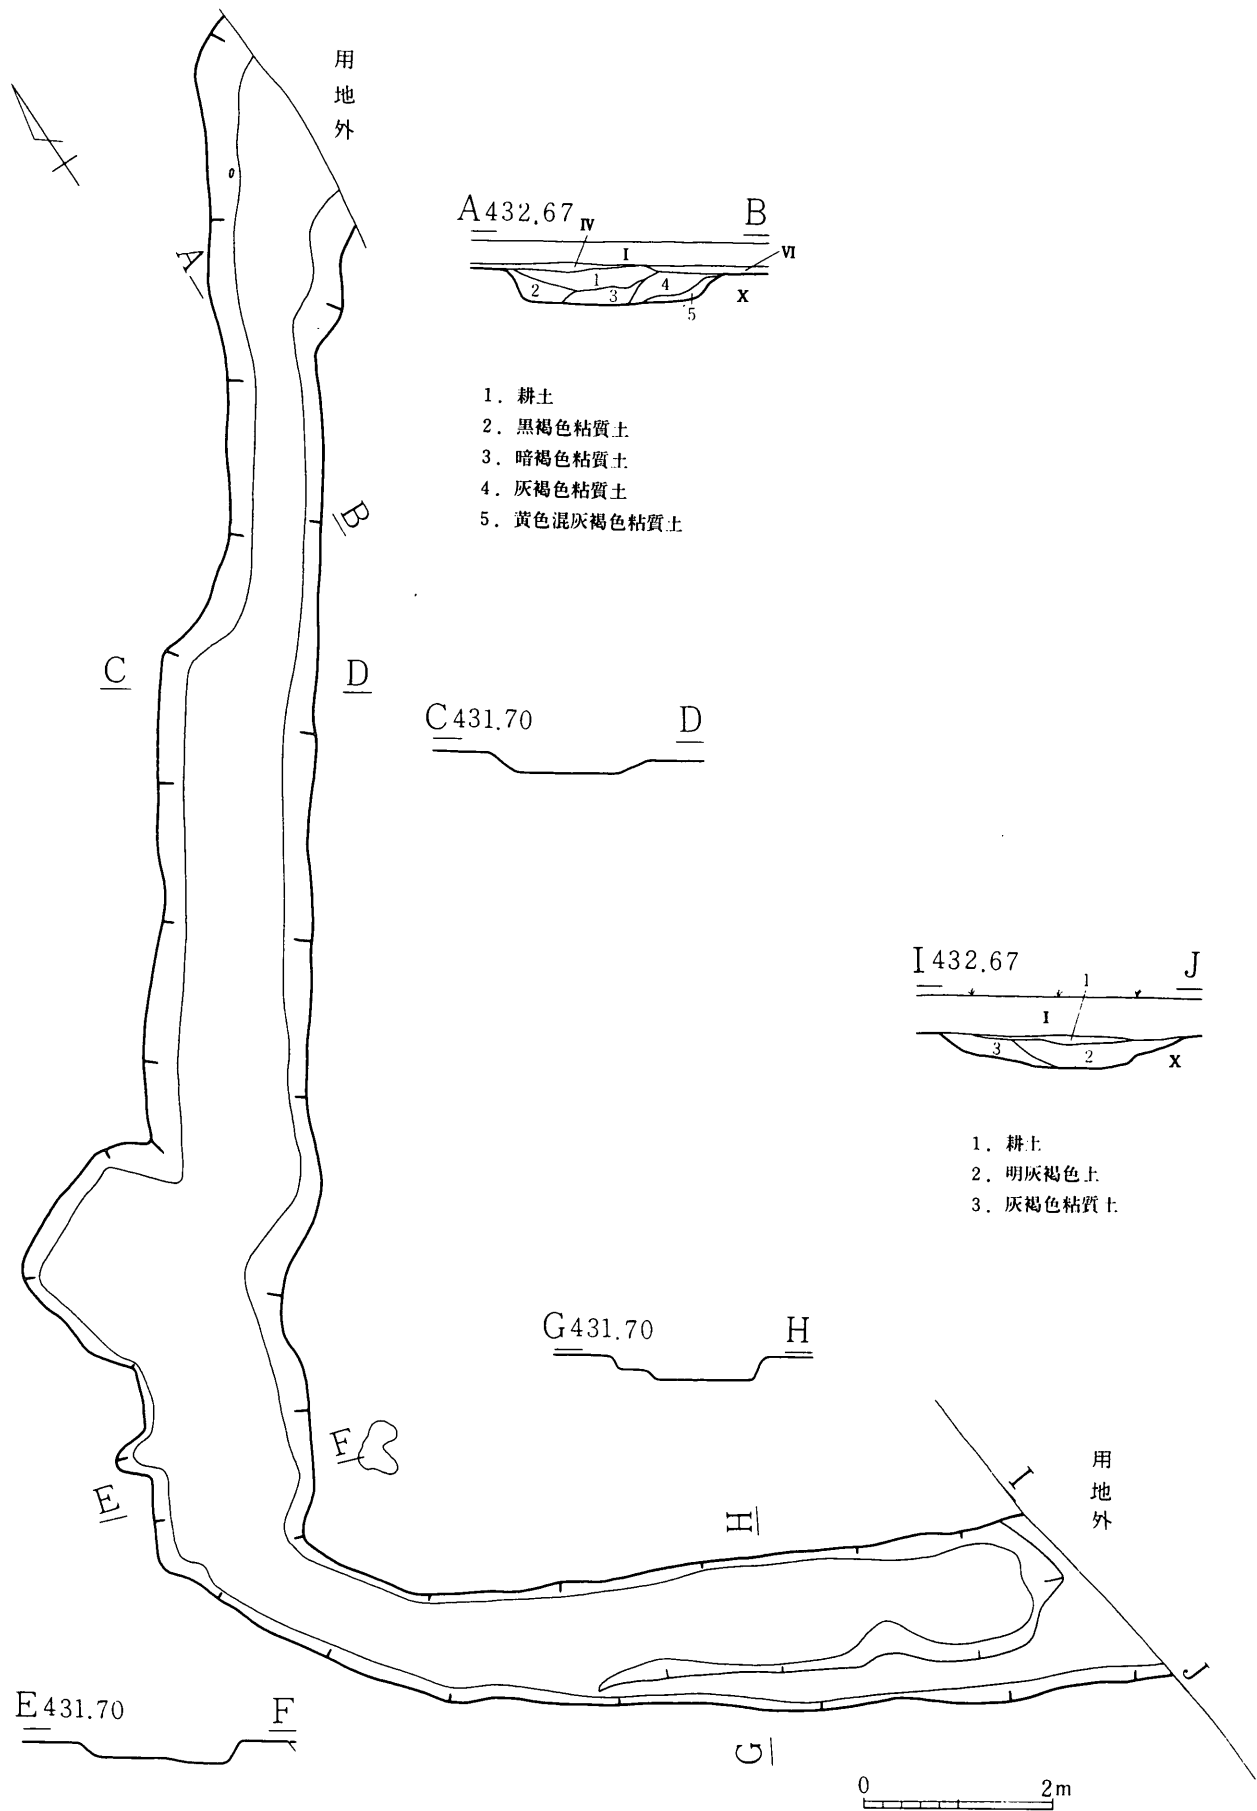 用地外
A432.67
B
IV
I
VI
1
2
3
4
5
X
A
1. 耕土
2. 黒褐色粘質土
3. 暗褐色粘質土
4. 灰褐色粘質土
5. 黄色混灰褐色粘質土
B
C
D
C431.70
D
I432.67
J
1
I
3
2
X
1. 耕土
2. 明灰褐色土
3. 灰褐色粘質土
G431.70
H
F
E
I
用地外
H
J
E431.70
F
G
0
2m